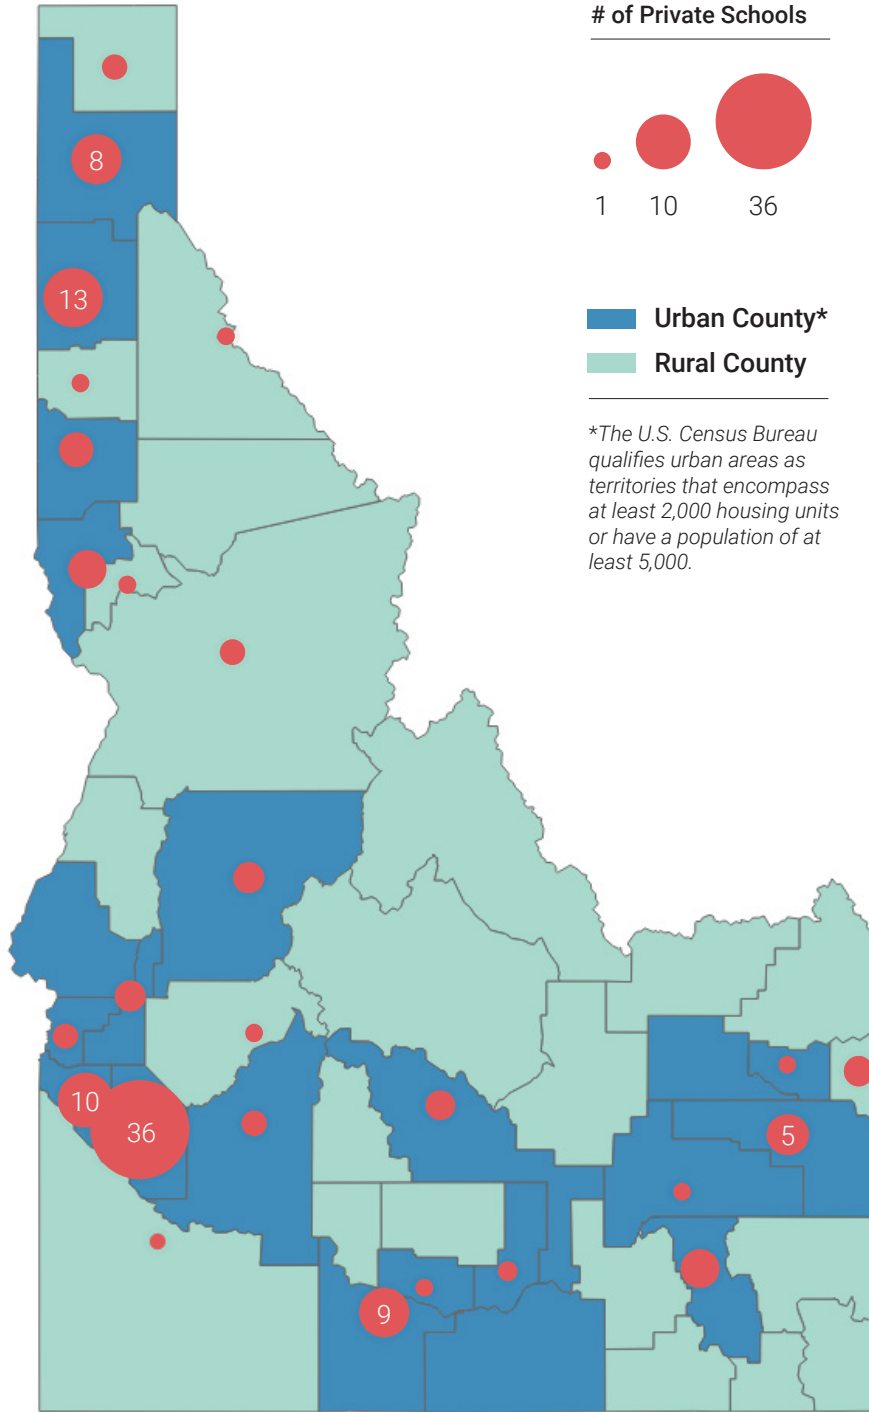 # of Private Schools
1 10 36
Urban County*
Rural County
*The U.S. Census Bureau
qualifies urban areas as
territories that encompass
at least 2,000 housing units
or have a population of at
least 5,000.
8
13
10
36
5
9